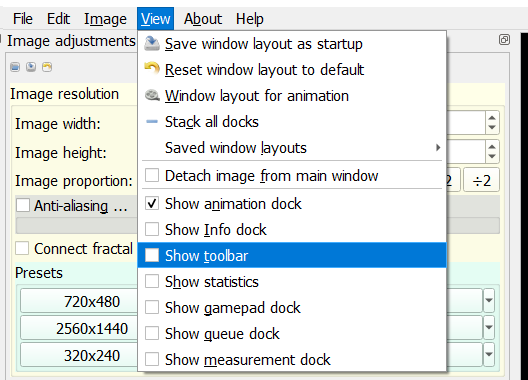 File Edit Image View About Help
Image adjustments
Save window layout as startup
Reset window layout to default
Window layout for animation
Stack all docks
Saved window layouts
Detach image from main window
Show animation dock
Show Info dock
Show toolbar
Show statistics
Show gamepad dock
Show queue dock
Show measurement dock
Image resolution
Image width:
Image height:
Image proportion:
2 ÷2
Anti-aliasing ...
Connect fractal
Presets
720x480
2560x1440
320x240